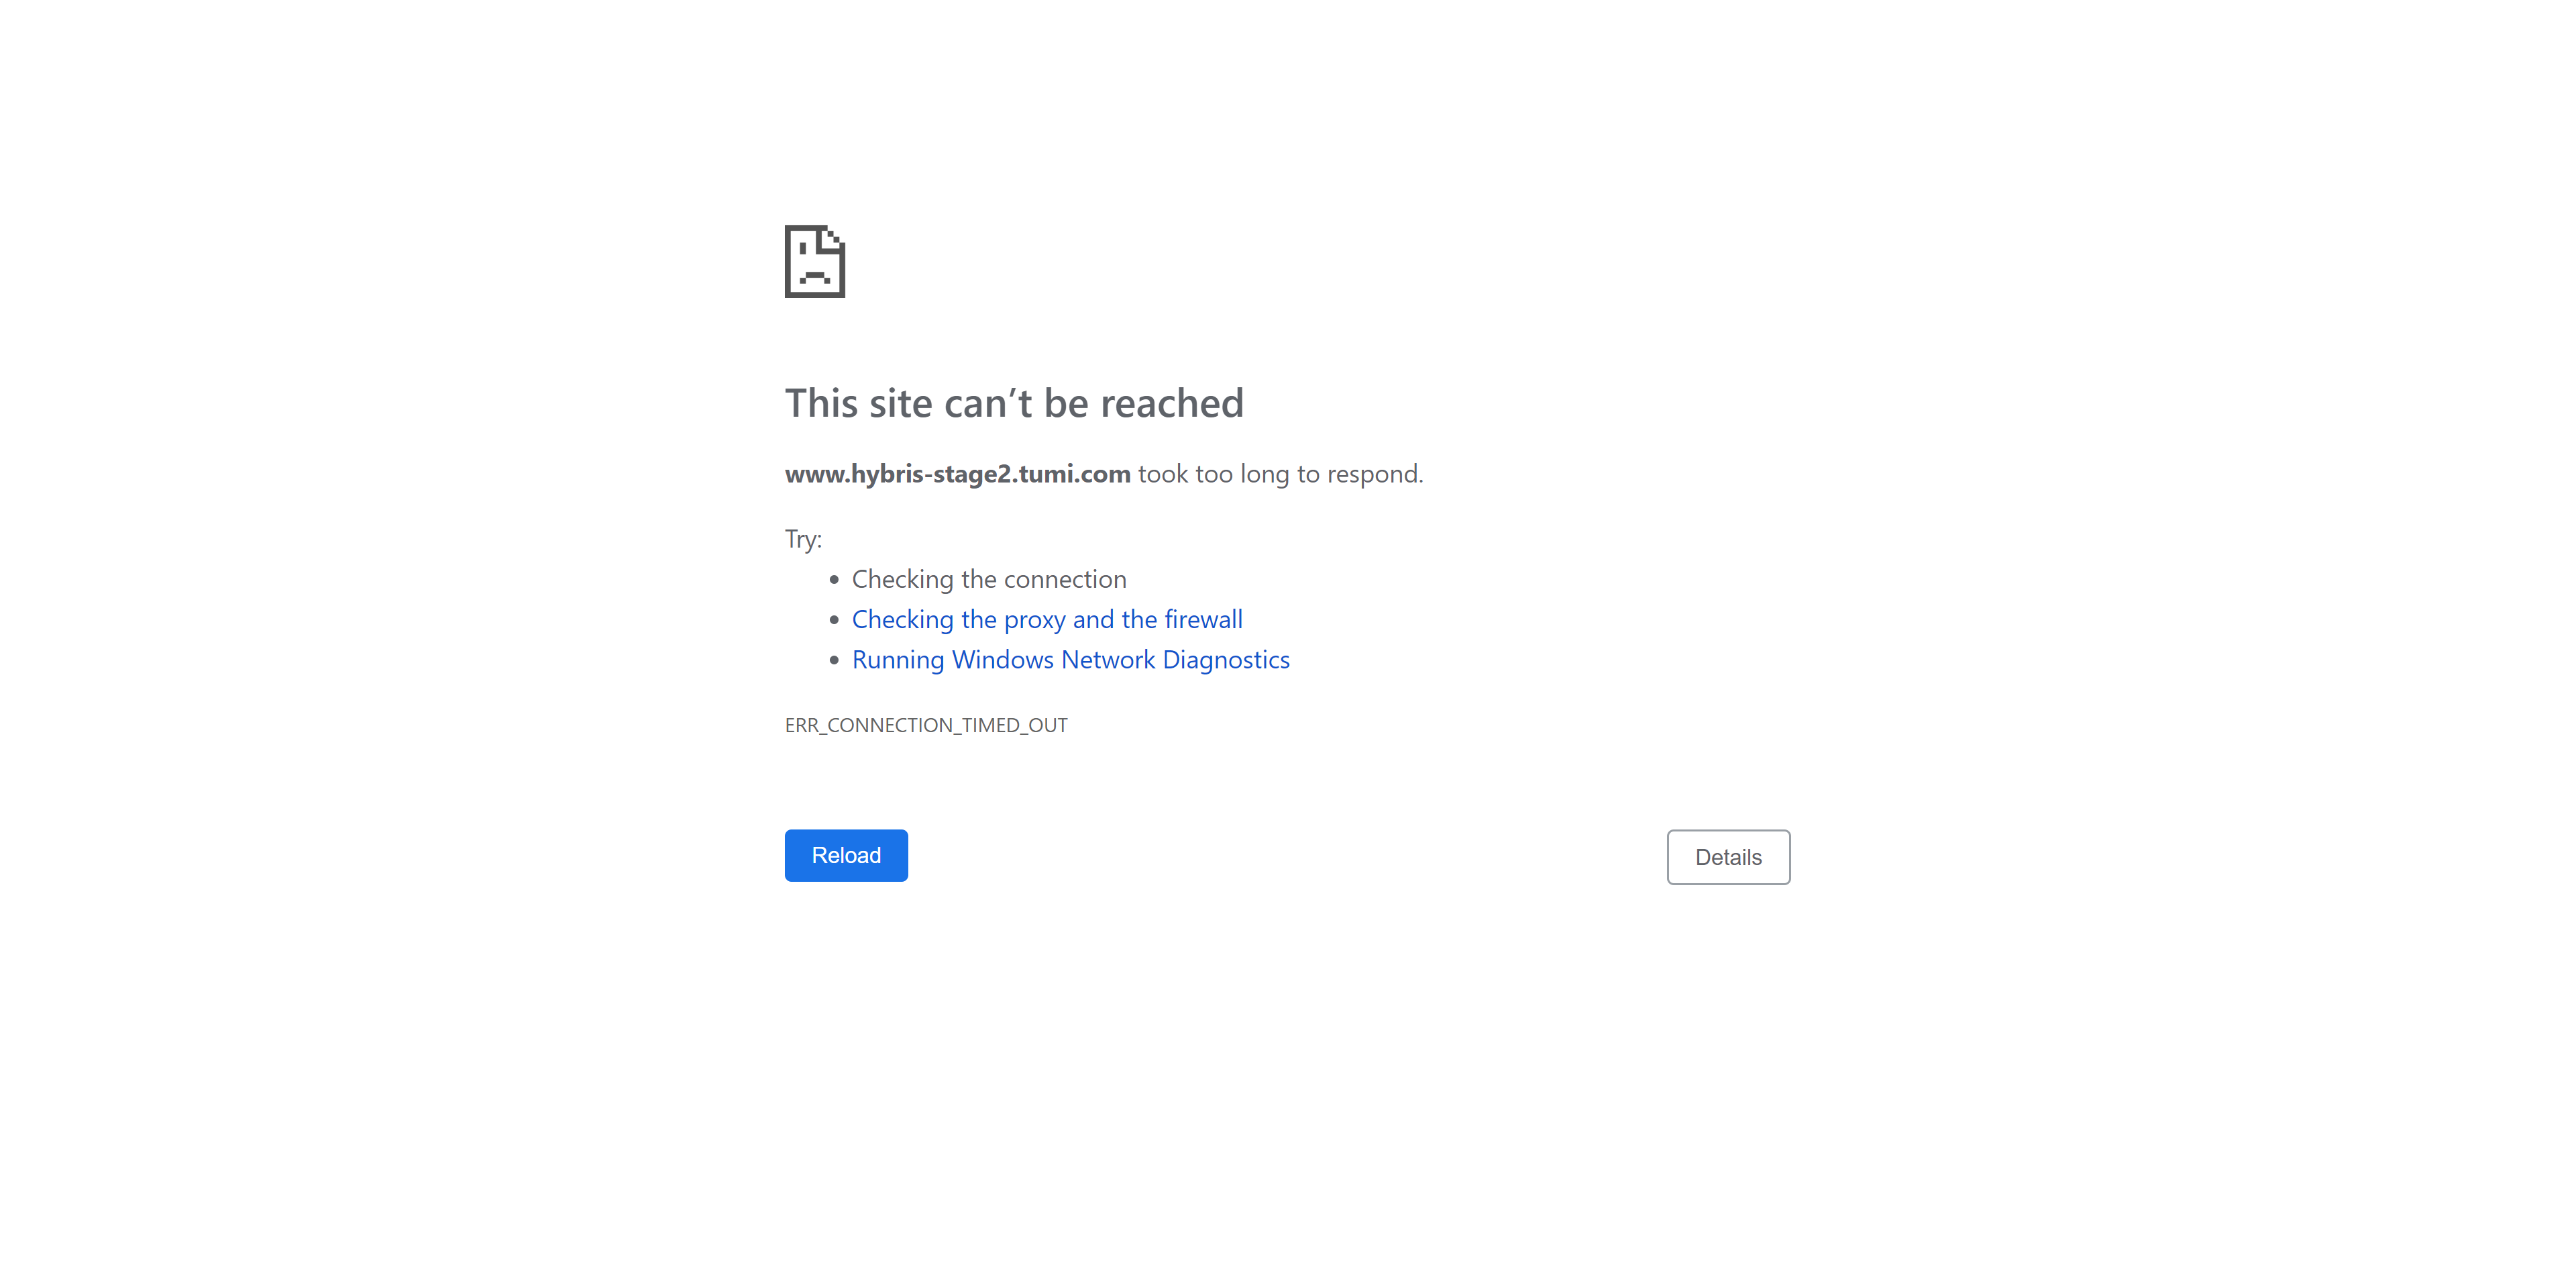 This site can’t be reached
www.hybris-stage2.tumi.com took too long to respond.
Try:
Checking the connection
Checking the proxy and the firewall
Running Windows Network Diagnostics
ERR_CONNECTION_TIMED_OUT
Reload
Details